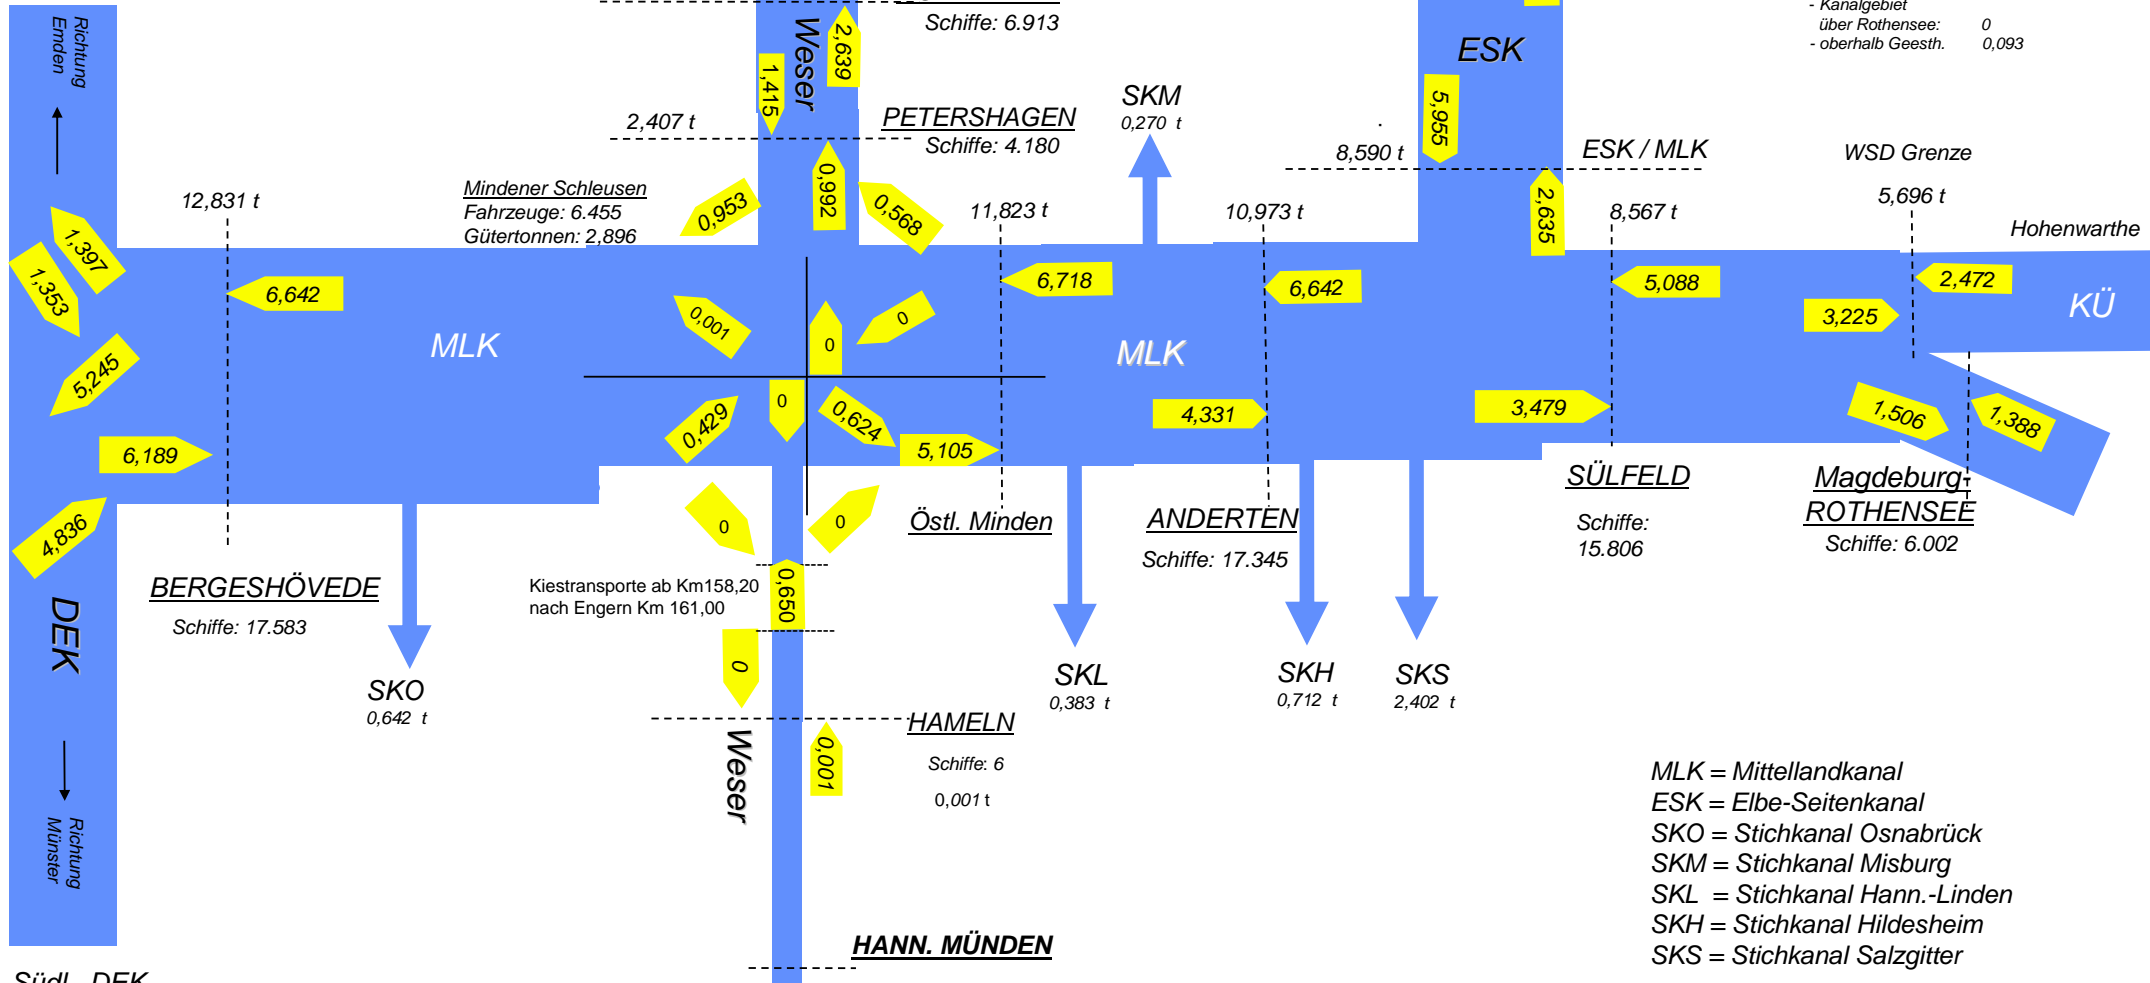 Richtung
Emden
Weser
2,639
1,415
Schiffe: 6.913
2,407 t
PETERSHAGEN
Schiffe: 4.180
SKM
0,270 t
ESK
5,955
8,590 t
ESK / MLK
2,635
- Kanalgebiet
über Rothensee: 0
- oberhalb Geesth. 0,093
WSD Grenze
5,696 t
Hohenwarthe
12,831 t
Mindener Schleusen
Fahrzeuge: 6.455
Gütertonnen: 2,896
0,953
0,992
0,568
11,823 t
10,973 t
8,567 t
1,397
1,353
6,642
0,001
0
0
6,718
6,642
5,088
2,472
3,225
KÜ
MLK
MLK
5,245
6,189
4,836
0,429
0
0,624
5,105
4,331
3,479
1,506
1,388
0
0
Östl. Minden
ANDERTEN
Schiffe: 17.345
SÜLFELD
Schiffe:
15.806
Magdeburg-
ROTHENSEE
Schiffe: 6.002
BERGESHÖVEDE
Schiffe: 17.583
DEK
Kiestransporte ab Km158,20
nach Engern Km 161,00
0,650
0
SKO
0,642 t
SKL
0,383 t
SKH
0,712 t
SKS
2,402 t
HAMELN
Schiffe: 6
0,001 t
0,001
Weser
Richtung
Münster
HANN. MÜNDEN
MLK = Mittellandkanal
ESK = Elbe-Seitenkanal
SKO = Stichkanal Osnabrück
SKM = Stichkanal Misburg
SKL = Stichkanal Hann.-Linden
SKH = Stichkanal Hildesheim
SKS = Stichkanal Salzgitter
Südl. DEK